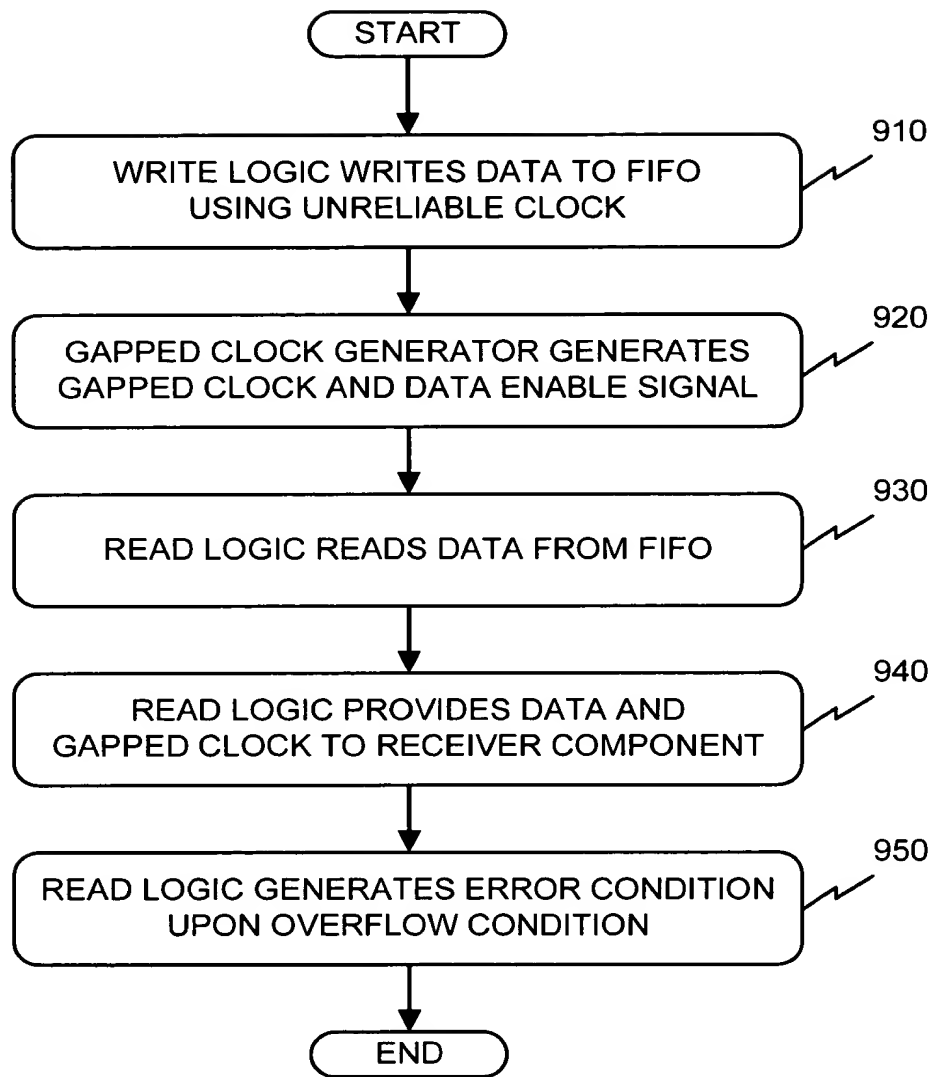 START
910
WRITE LOGIC WRITES DATA TO FIFO
USING UNRELIABLE CLOCK
920
GAPPED CLOCK GENERATOR GENERATES
GAPPED CLOCK AND DATA ENABLE SIGNAL
930
READ LOGIC READS DATA FROM FIFO
940
READ LOGIC PROVIDES DATA AND
GAPPED CLOCK TO RECEIVER COMPONENT
950
READ LOGIC GENERATES ERROR CONDITION
UPON OVERFLOW CONDITION
END